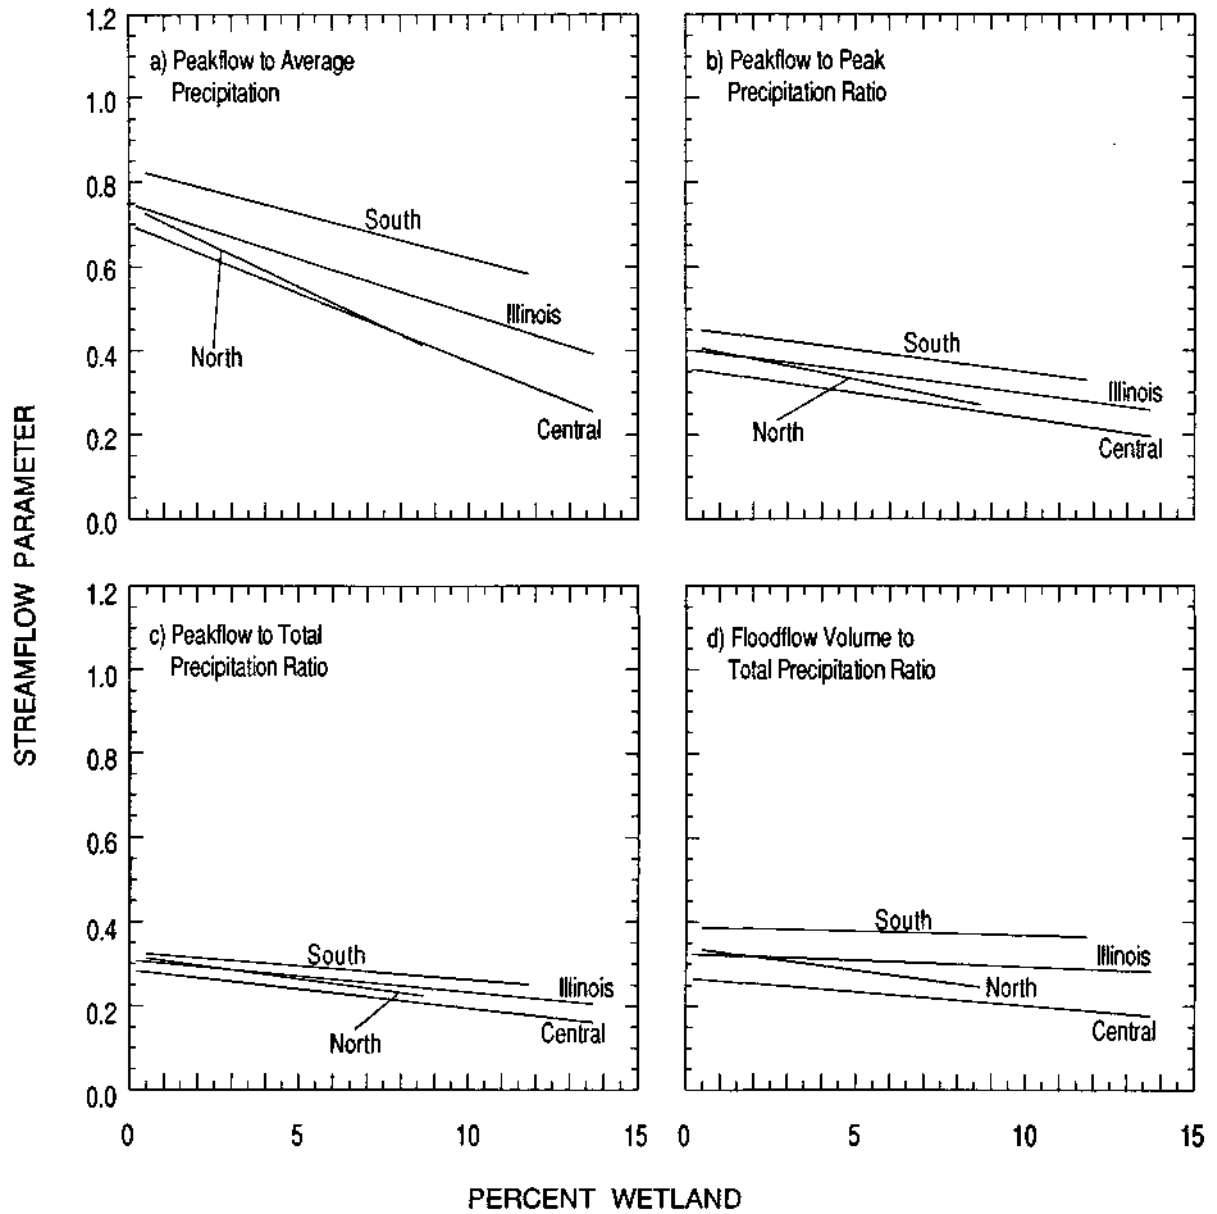 STREAMFLOW PARAMETER
1.2
1.0
0.8
0.6
0.4
0.2
0.0
a) Peakflow to Average
Precipitation
South
Illinois
North
Central
b) Peakflow to Peak
Precipitation Ratio
South
Illinois
North
Central
1.2
1.0
0.8
0.6
0.4
0.2
0.0
c) Peakflow to Total
Precipitation Ratio
South
Illinois
North
Central
d) Floodflow Volume to
Total Precipitation Ratio
South
Illinois
North
Central
0 5 10 15
0 5 10 15
PERCENT WETLAND